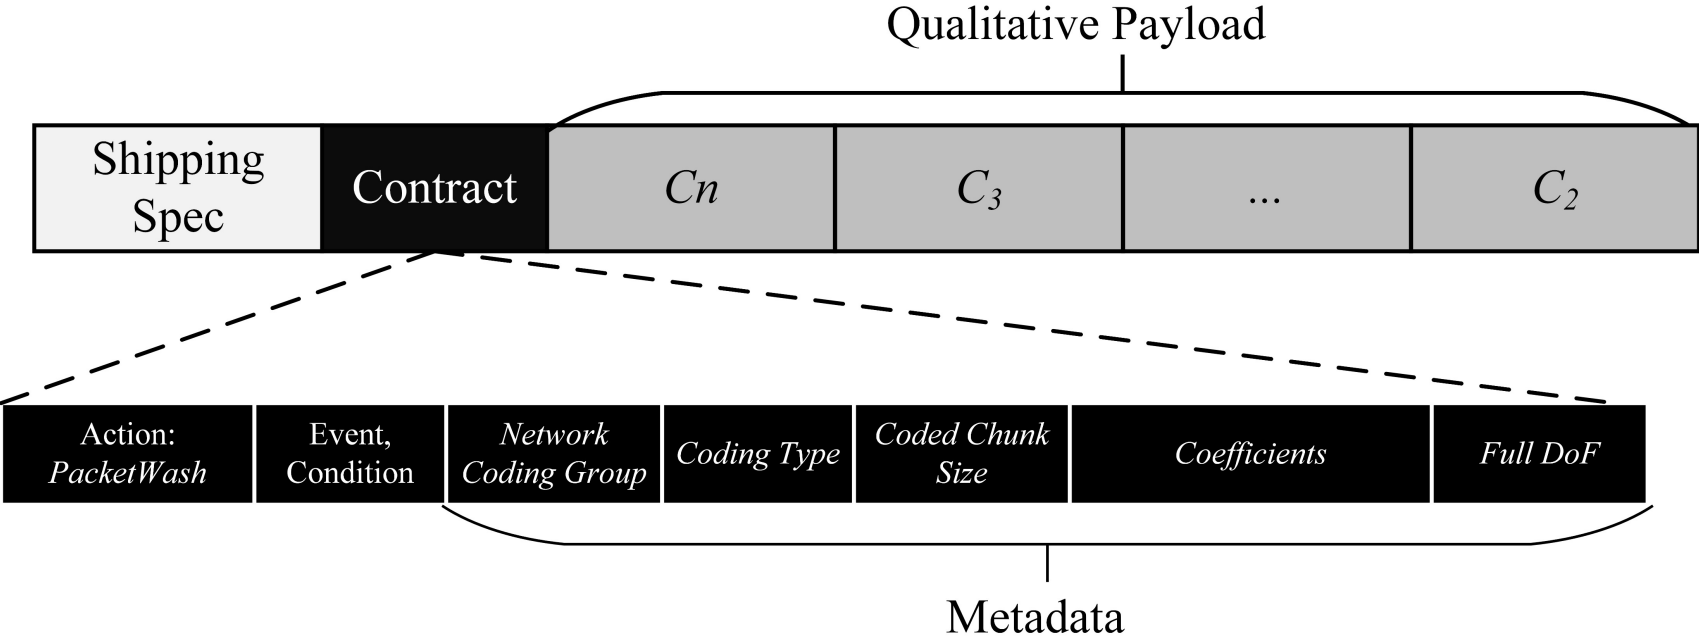 Qualitative Payload
Shipping
Spec
Contract
Cn
C3
...
C2
Action:
PacketWash
Event,
Condition
Network
Coding Group
Coding Type
Coded Chunk
Size
Coefficients
Full DoF
Metadata